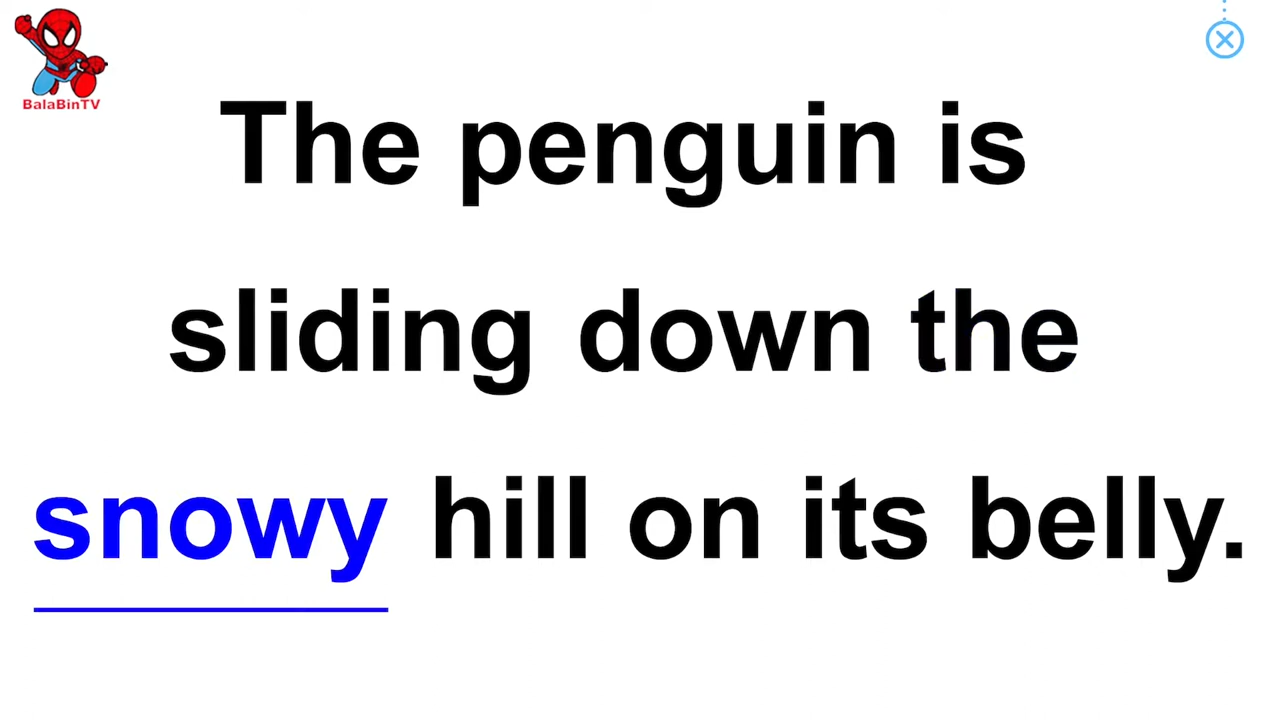 BalaBinTV
The penguin is
sliding down the
snowy hill on its belly.